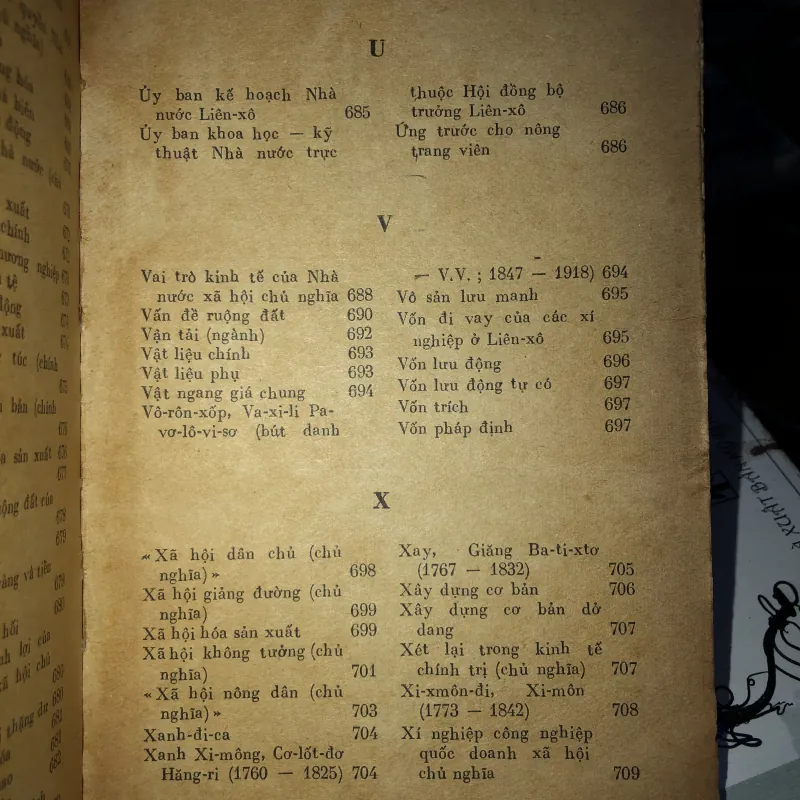 U
Ủy ban kế hoạch Nhà
nước Liên-xô 685
Ủy ban khoa học — kỹ
thuật Nhà nước trực
thuộc Hội đồng bộ
trưởng Liên-xô 686
Ứng trước cho nông
trang viên 686
V
Vai trò kinh tế của Nhà
nước xã hội chủ nghĩa 688
Vấn đề ruộng đất 690
Vận tải (ngành) 692
Vật liệu chính 693
Vật liệu phụ 693
Vật ngang giá chung 694
Vô-rôn-xốp, Va-xi-li Pa-
vơ-lô-vi-sơ (bút danh
— V.V. ; 1847 — 1918) 694
Vô sản lưu manh 695
Vốn đi vay của các xí
nghiệp ở Liên-xô 695
Vốn lưu động 696
Vốn lưu động tự có 697
Vốn trích 697
Vốn pháp định 697
X
« Xã hội dân chủ (chủ
nghĩa) » 698
Xã hội giảng đường (chủ
nghĩa) 699
Xã hội hóa sản xuất 699
Xã hội không tưởng (chủ
nghĩa) 701
« Xã hội nông dân (chủ
nghĩa) » 703
Xanh-đi-ca 704
Xanh Xi-mông, Cơ-lốt-đơ
Hăng-ri (1760 — 1825) 704
Xay, Giăng Ba-ti-xtơ
(1767 — 1832) 705
Xây dựng cơ bản 706
Xây dựng cơ bản dở
dang 707
Xét lại trong kinh tế
chính trị (chủ nghĩa) 707
Xi-xmôn-đi, Xi-môn
(1773 — 1842) 708
Xí nghiệp công nghiệp
quốc doanh xã hội
chủ nghĩa 709